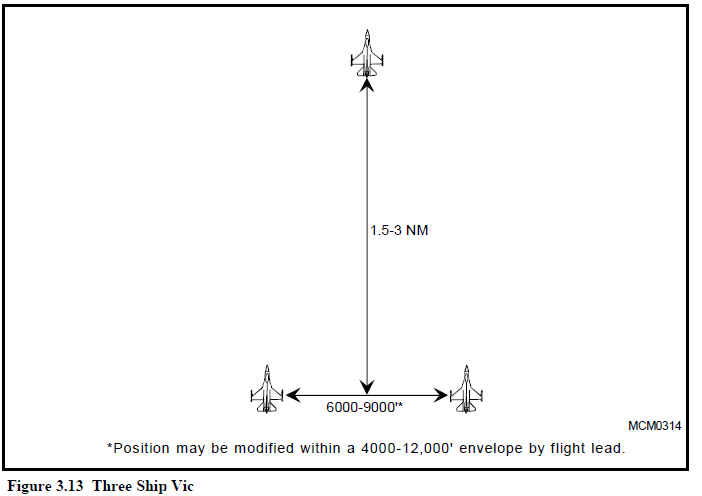 1.5-3 NM
6000-9000'*
MCM0314
*Position may be modified within a 4000-12,000' envelope by flight lead.
Figure 3.13 Three Ship Vic